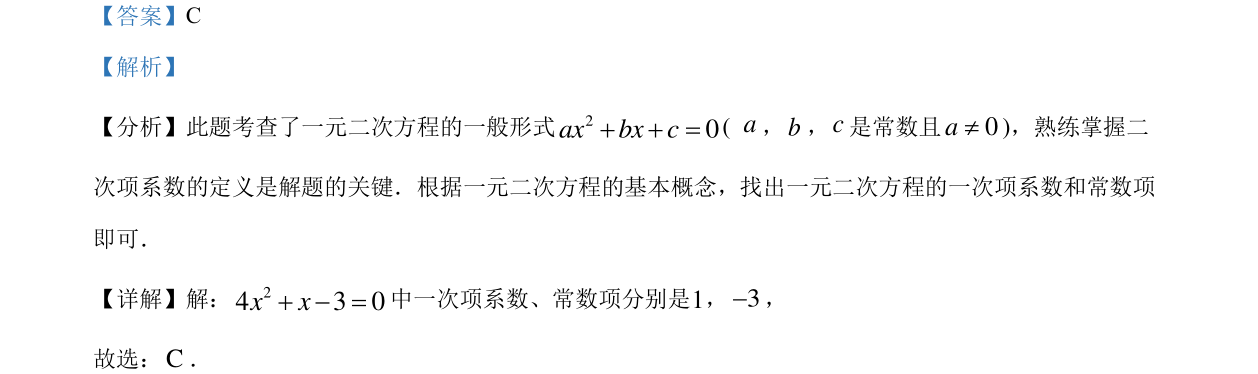 【答案】C
【解析】
【分析】此题考查了一元二次方程的一般形式ax²+bx+c=0( a，b，c是常数且a≠0)，熟练掌握二
次项系数的定义是解题的关键．根据一元二次方程的基本概念，找出一元二次方程的一次项系数和常数项
即可．
【详解】解：4x²+x−3=0中一次项系数、常数项分别是1，−3，
故选：C．